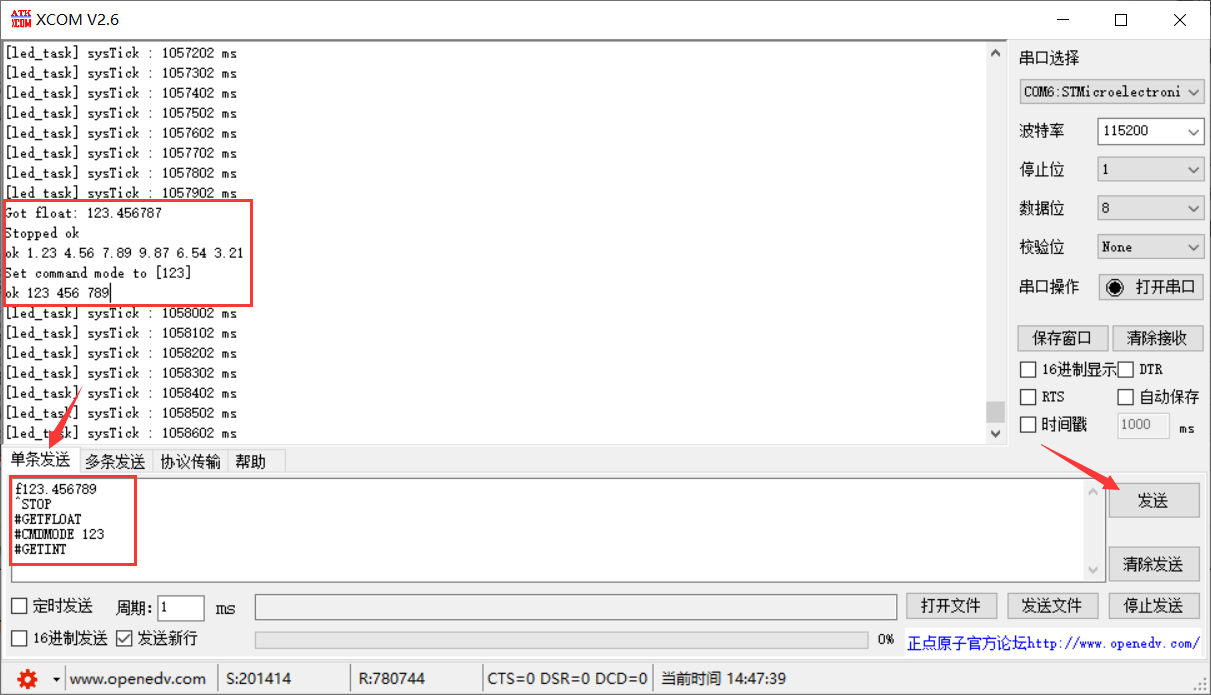 ATK XCOM XCOM V2.6
[led_task] sysTick : 1057202 ms
[led_task] sysTick : 1057302 ms
[led_task] sysTick : 1057402 ms
[led_task] sysTick : 1057502 ms
[led_task] sysTick : 1057602 ms
[led_task] sysTick : 1057702 ms
[led_task] sysTick : 1057802 ms
[led_task] sysTick : 1057902 ms
Got float: 123.456787
Stopped ok
ok 1.23 4.56 7.89 9.87 6.54 3.21
Set command mode to [123]
ok 123 456 789
[led_task] sysTick : 1058002 ms
[led_task] sysTick : 1058102 ms
[led_task] sysTick : 1058202 ms
[led_task] sysTick : 1058302 ms
[led_task] sysTick : 1058402 ms
[led_task] sysTick : 1058502 ms
[led_task] sysTick : 1058602 ms
串口选择
COM6:STMicroelectroni
波特率 115200
停止位 1
数据位 8
校验位 None
串口操作 打开串口
保存窗口 清除接收
16进制显示 DTR
RTS 自动保存
时间戳 1000 ms
单条发送 多条发送 协议传输 帮助
f123.456789
^STOP
#GETFLOAT
#CMDMODE 123
#GETINT
发送
清除发送
定时发送 周期: 1 ms 打开文件 发送文件 停止发送
16进制发送 发送新行 0% 正点原子官方论坛http://www.openedv.com/
www.openedv.com S:201414 R:780744 CTS=0 DSR=0 DCD=0 当前时间 14:47:39